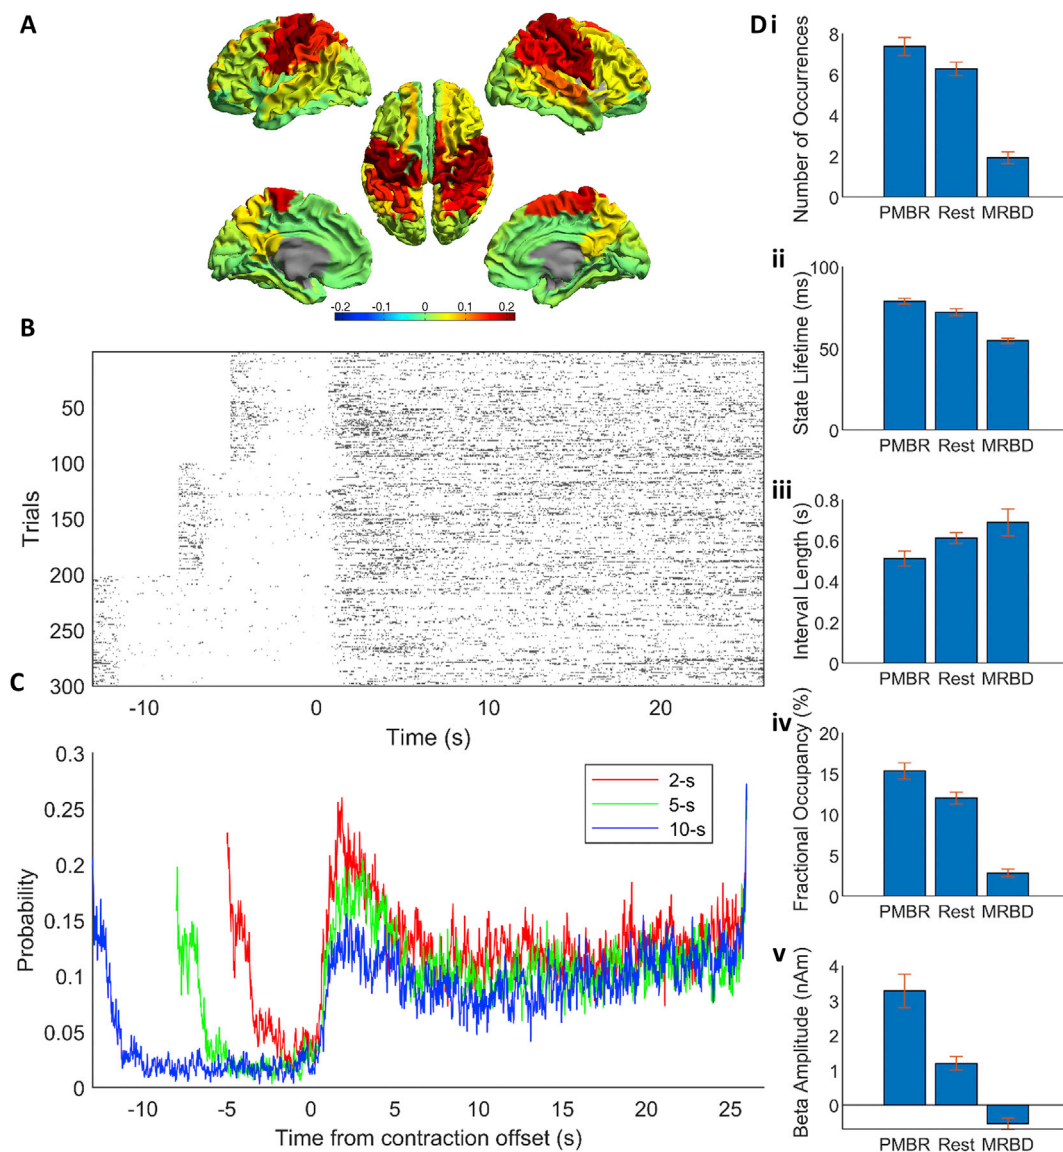 A
-0.2 -0.1 0 0.1 0.2
B
Trials
50
100
150
200
250
300
-10 0 10 20
Time (s)
C
Probability
0.3
0.25
0.2
0.15
0.1
0.05
0
2-s
5-s
10-s
-10 -5 0 5 10 15 20 25
Time from contraction offset (s)
D i
Number of Occurrences
8
6
4
2
0
PMBR Rest MRBD
ii
State Lifetime (ms)
100
50
0
PMBR Rest MRBD
iii
Interval Length (s)
0.8
0.6
0.4
0.2
0
PMBR Rest MRBD
iv
Fractional Occupancy (%)
20
15
10
5
0
PMBR Rest MRBD
v
Beta Amplitude (nAm)
4
3
2
1
0
PMBR Rest MRBD